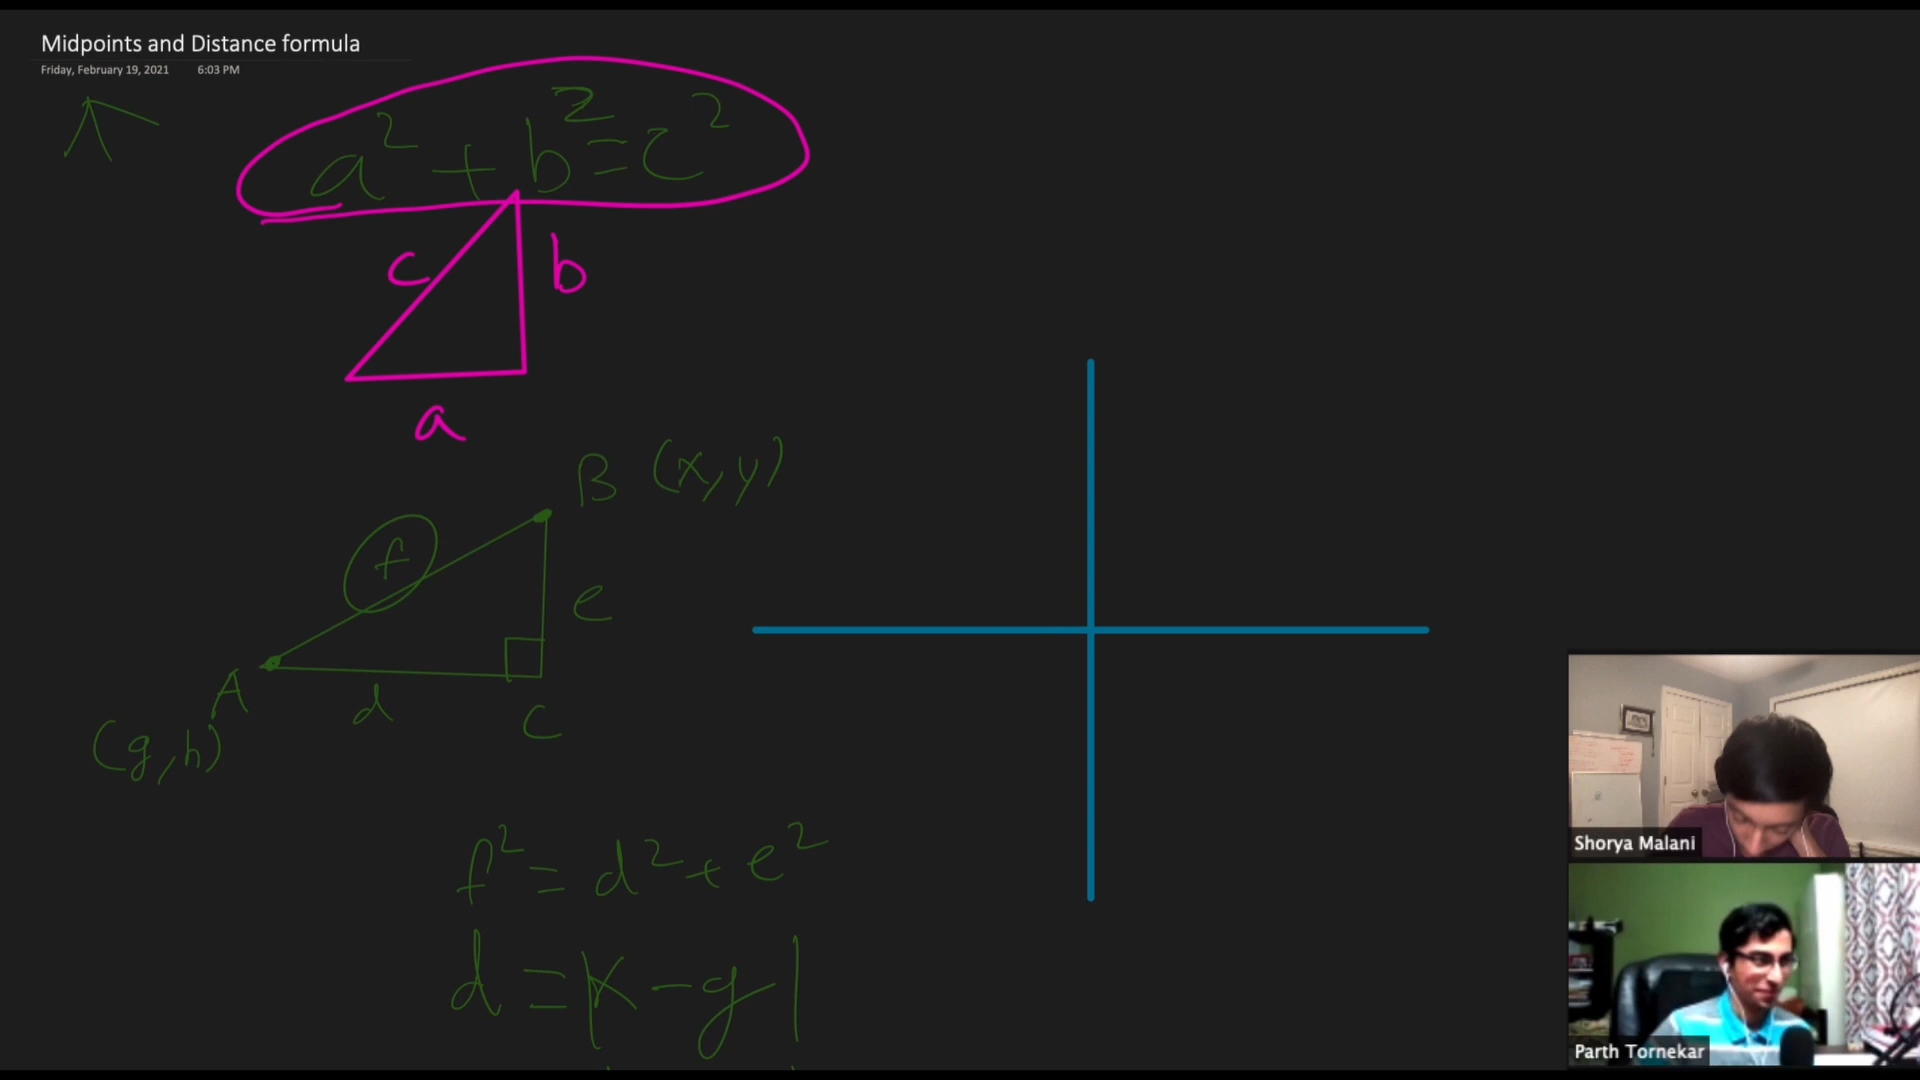 Midpoints and Distance formula
Friday, February 19, 2021 6:03 PM
a² + b² = c²
c
b
a
B (x, y)
f
e
A
d
C
(g, h)
f² = d² + e²
d = |x - g|
Shorya Malani
Parth Tornekar